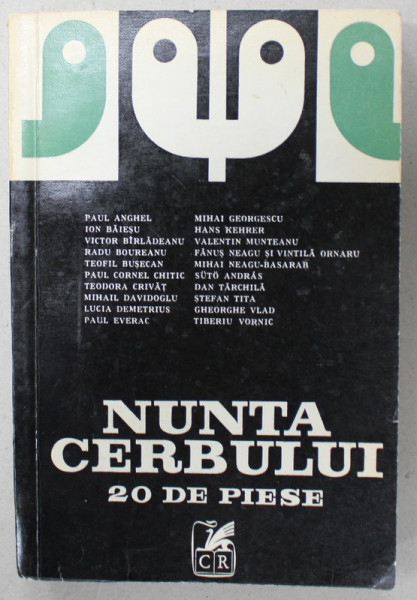 PAUL ANGHEL
ION BĂIEȘU
VICTOR BÎRLĂDEANU
RADU BOUREANU
TEOFIL BUȘECAN
PAUL CORNEL CHITIC
TEODORA CRIVĂȚ
MIHAIL DAVIDOGLU
LUCIA DEMETRIUS
PAUL EVERAC
MIHAI GEORGESCU
HANS KEHRER
VALENTIN MUNTEANU
FĂNUȘ NEAGU ȘI VINTILĂ ORNARU
MIHAI NEAGU-BASARAB
SÜTÖ ANDRÁS
DAN TĂRCHILĂ
ȘTEFAN TITA
GHEORGHE VLAD
TIBERIU VORNIC
NUNTA
CERBULUI
20 DE PIESE
CR